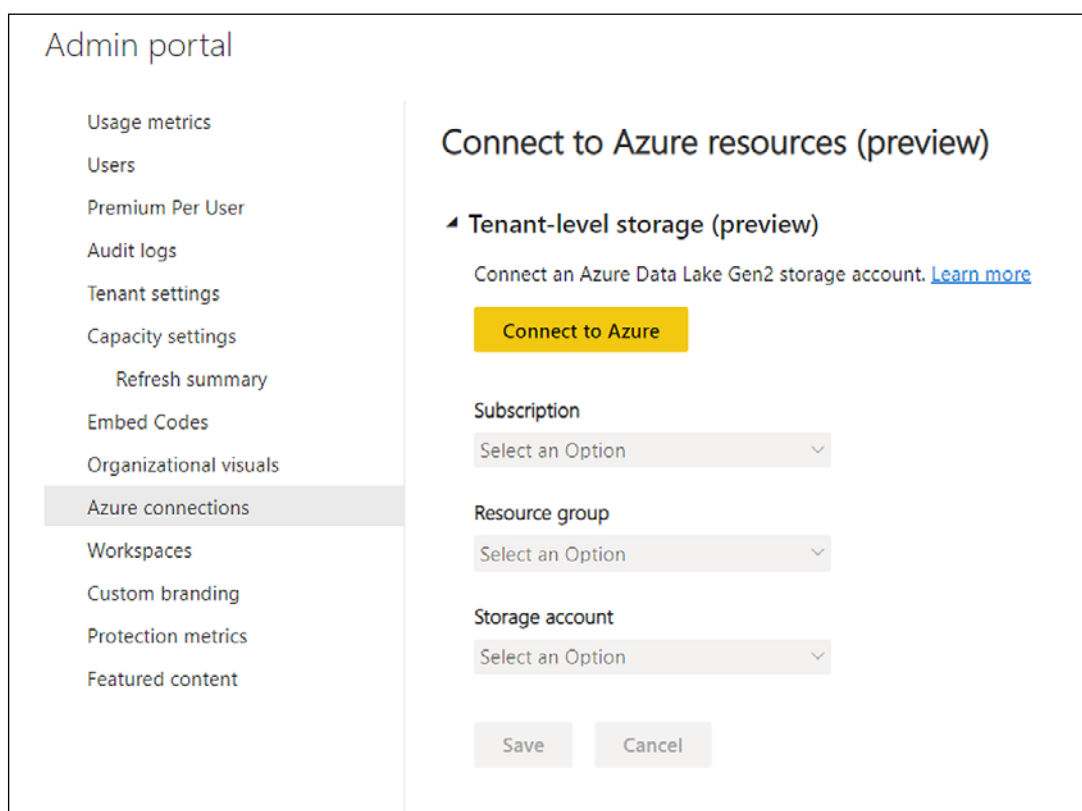 Admin portal
Usage metrics
Users
Premium Per User
Audit logs
Tenant settings
Capacity settings
Refresh summary
Embed Codes
Organizational visuals
Azure connections
Workspaces
Custom branding
Protection metrics
Featured content
Connect to Azure resources (preview)
Tenant-level storage (preview)
Connect an Azure Data Lake Gen2 storage account. Learn more
Connect to Azure
Subscription
Select an Option
Resource group
Select an Option
Storage account
Select an Option
Save Cancel